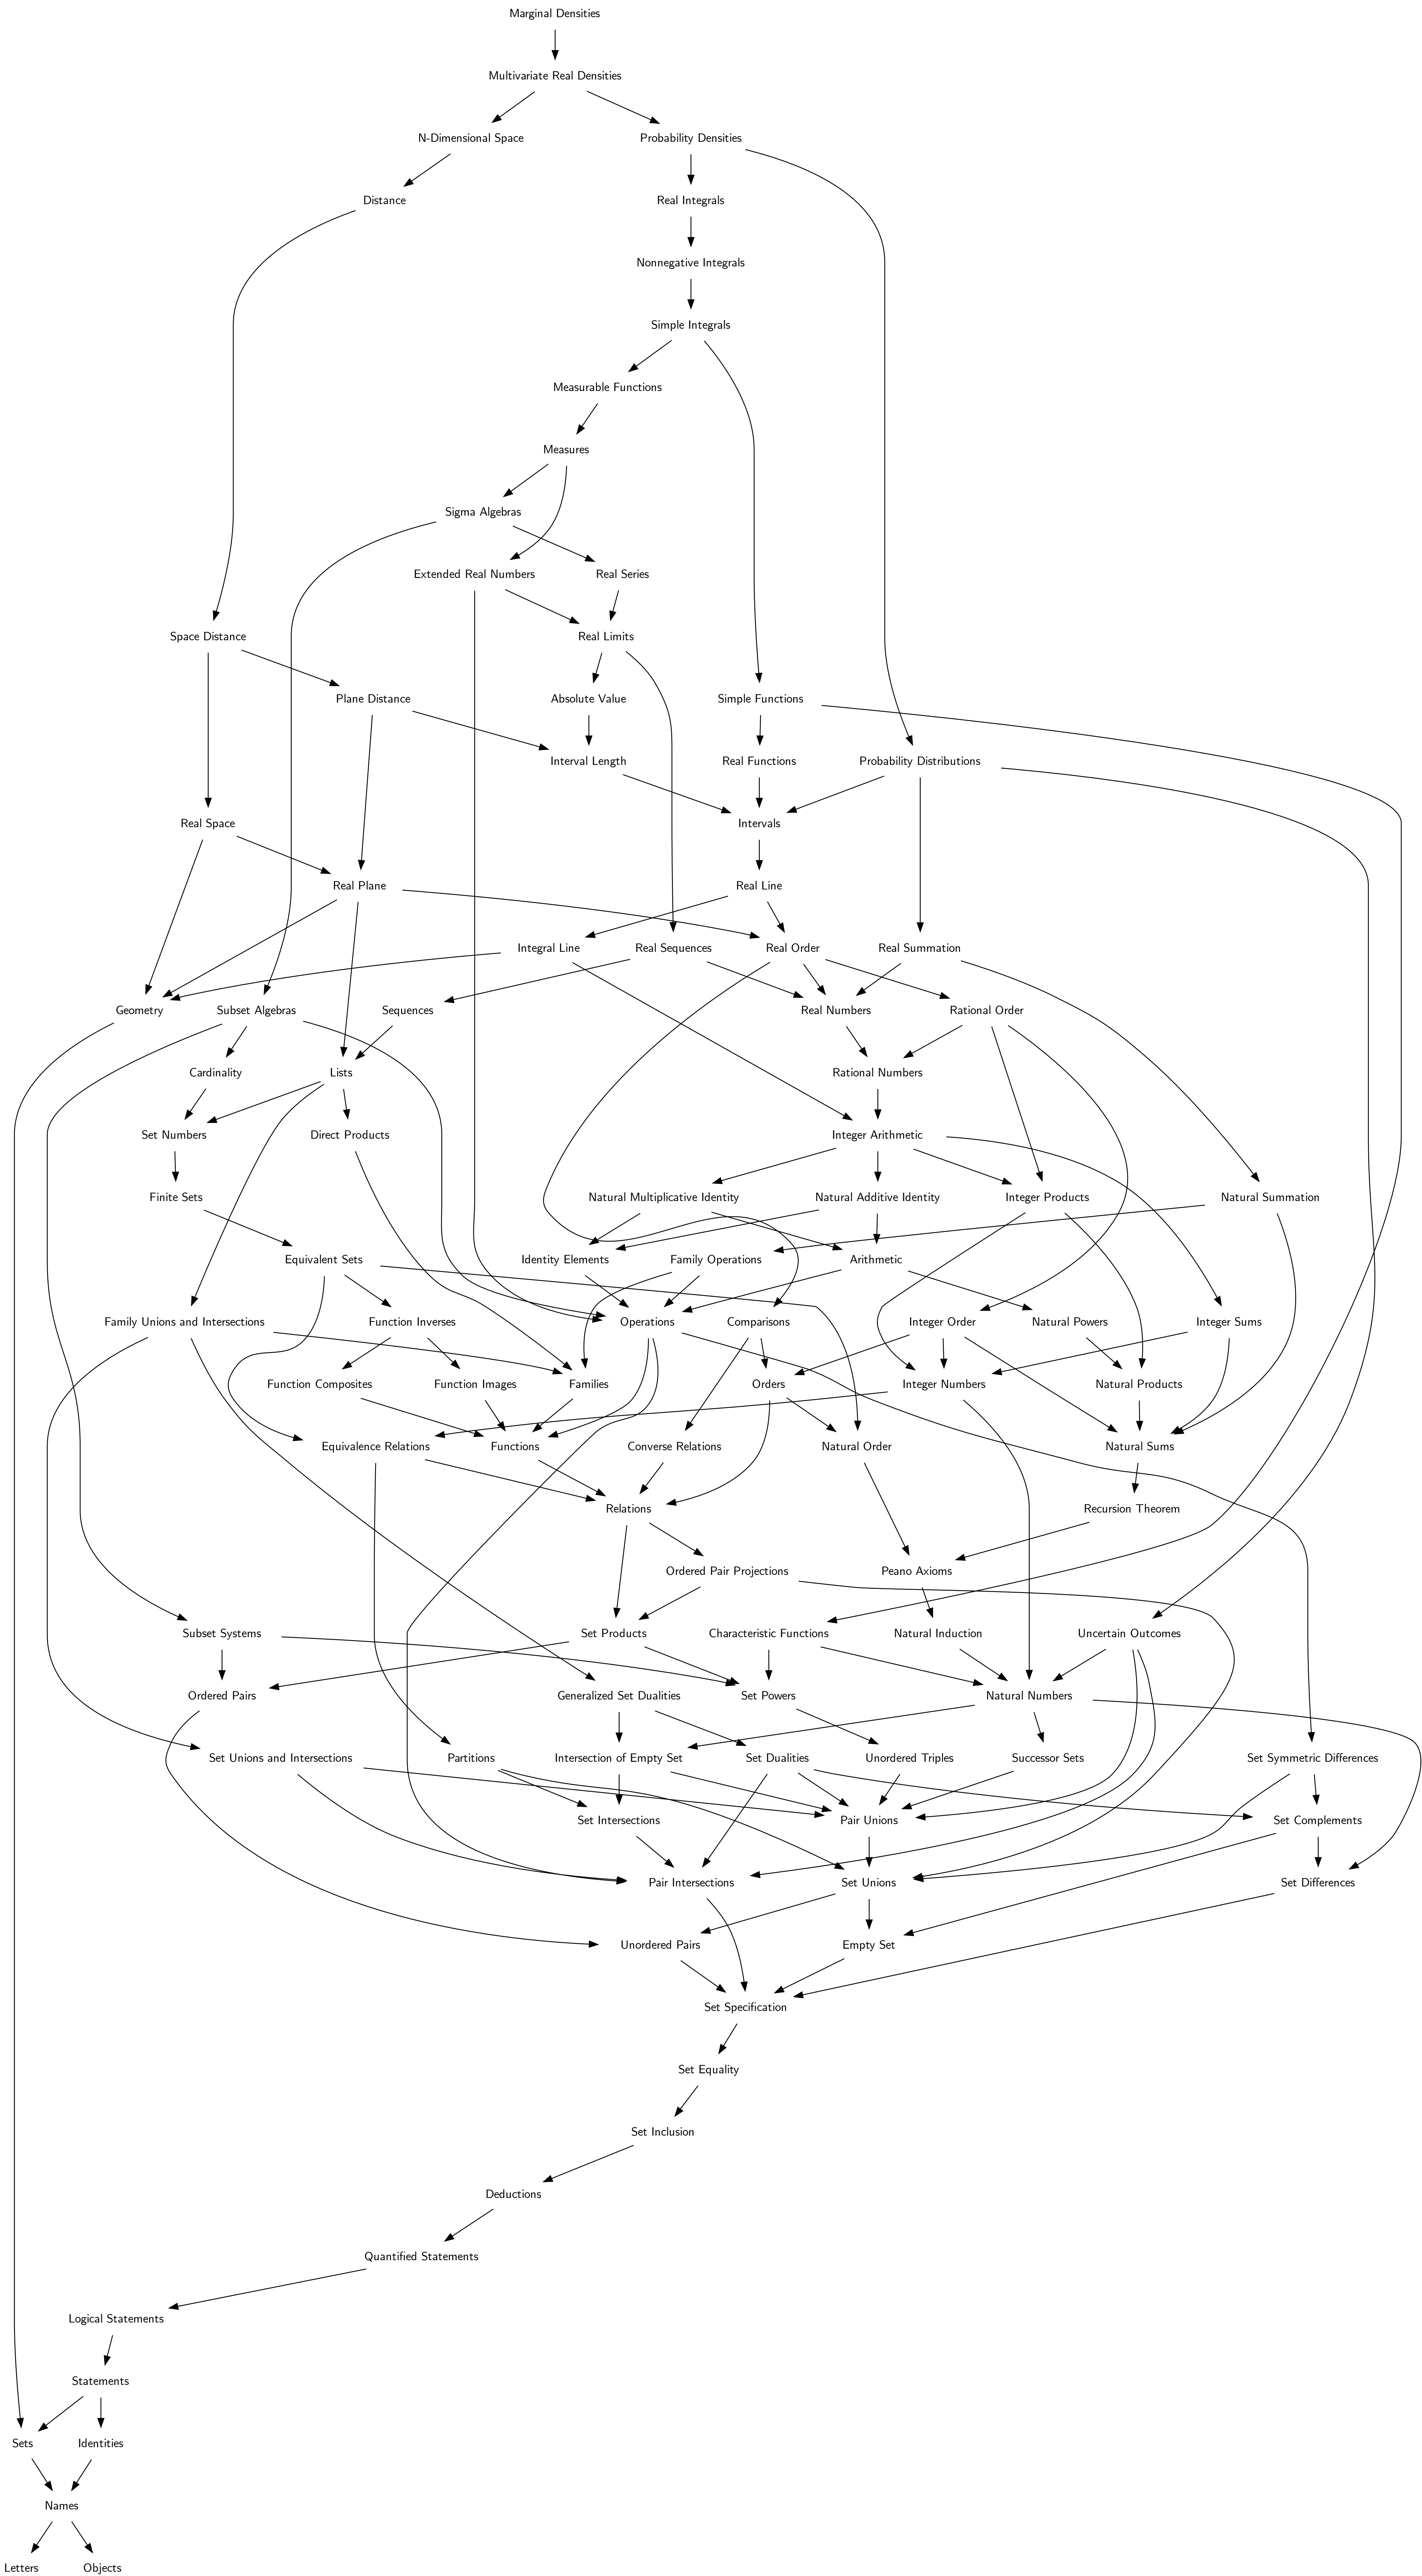 Marginal Densities
Multivariate Real Densities
N-Dimensional Space
Probability Densities
Distance
Real Integrals
Nonnegative Integrals
Simple Integrals
Measurable Functions
Measures
Sigma Algebras
Extended Real Numbers
Real Series
Space Distance
Real Limits
Plane Distance
Absolute Value
Simple Functions
Interval Length
Real Functions
Probability Distributions
Real Space
Intervals
Real Plane
Real Line
Integral Line
Real Sequences
Real Order
Real Summation
Geometry
Subset Algebras
Sequences
Real Numbers
Rational Order
Cardinality
Lists
Rational Numbers
Set Numbers
Direct Products
Integer Arithmetic
Finite Sets
Natural Multiplicative Identity
Natural Additive Identity
Integer Products
Natural Summation
Equivalent Sets
Identity Elements
Family Operations
Arithmetic
Family Unions and Intersections
Function Inverses
Operations
Comparisons
Integer Order
Natural Powers
Integer Sums
Function Composites
Function Images
Families
Orders
Integer Numbers
Natural Products
Equivalence Relations
Functions
Converse Relations
Natural Order
Natural Sums
Relations
Recursion Theorem
Ordered Pair Projections
Peano Axioms
Subset Systems
Set Products
Characteristic Functions
Natural Induction
Uncertain Outcomes
Ordered Pairs
Generalized Set Dualities
Set Powers
Natural Numbers
Set Unions and Intersections
Partitions
Intersection of Empty Set
Set Dualities
Unordered Triples
Successor Sets
Set Symmetric Differences
Set Intersections
Pair Unions
Set Complements
Pair Intersections
Set Unions
Set Differences
Unordered Pairs
Empty Set
Set Specification
Set Equality
Set Inclusion
Deductions
Quantified Statements
Logical Statements
Statements
Sets
Identities
Names
Letters
Objects